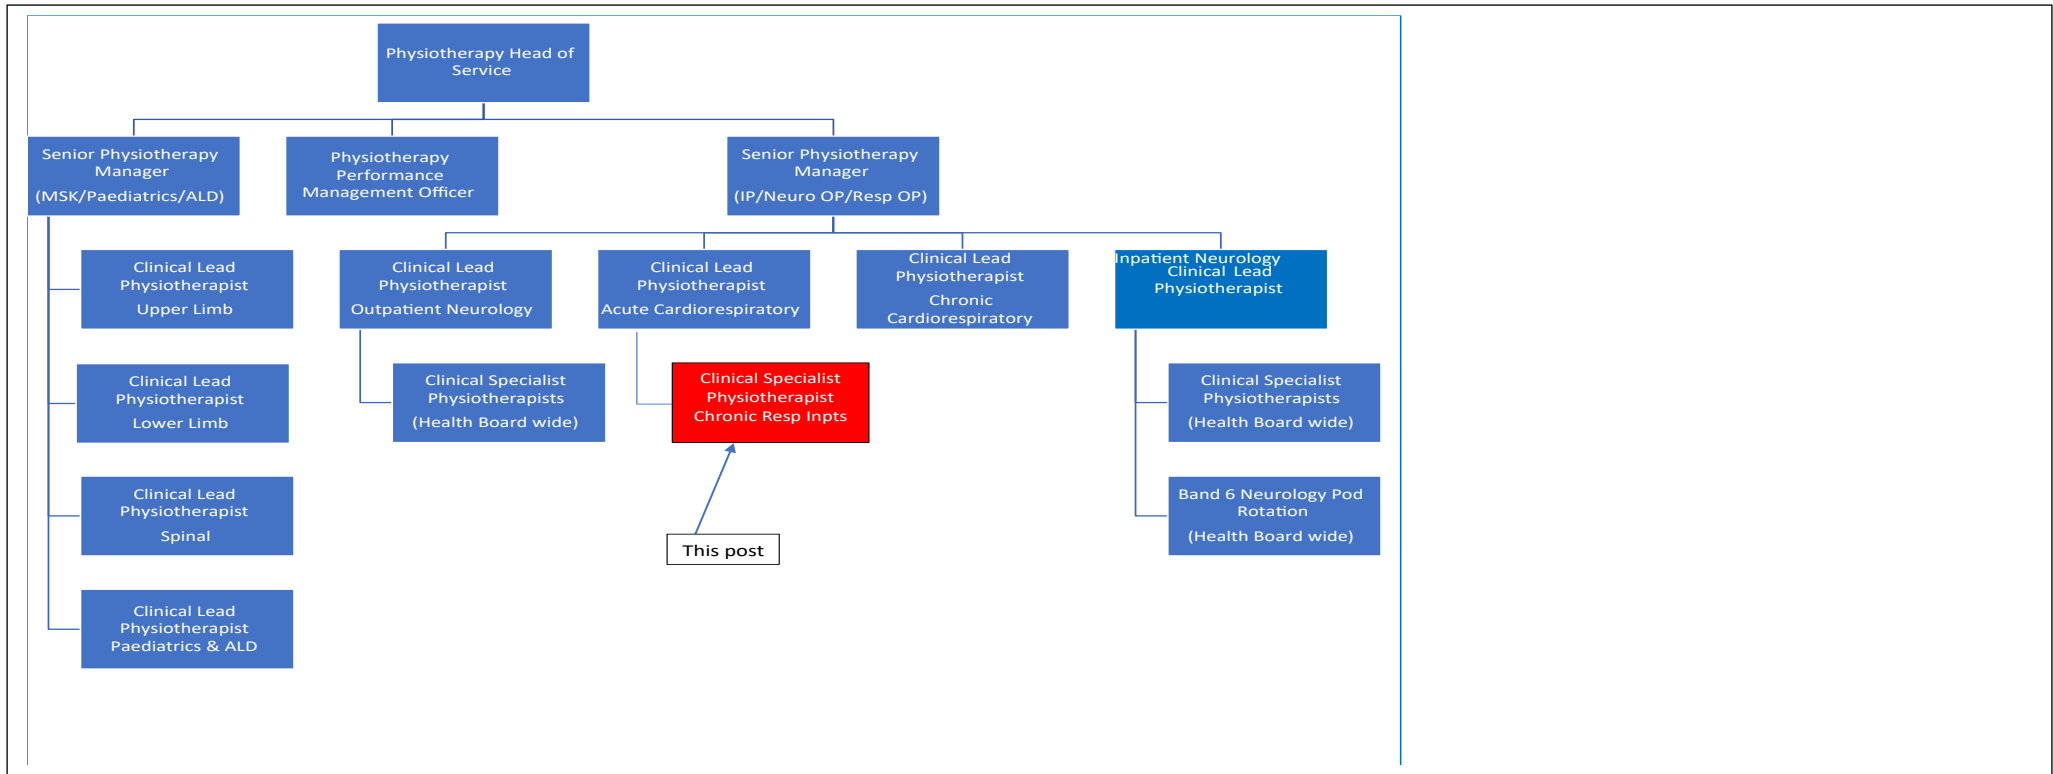 Physiotherapy Head of
Service
Senior Physiotherapy
Manager
(MSK/Paediatrics/ALD)
Physiotherapy
Performance
Management Officer
Senior Physiotherapy
Manager
(IP/Neuro OP/Resp OP)
Clinical Lead
Physiotherapist
Upper Limb
Clinical Lead
Physiotherapist
Outpatient Neurology
Clinical Lead
Physiotherapist
Acute Cardiorespiratory
Clinical Lead
Physiotherapist
Chronic
Cardiorespiratory
Inpatient Neurology
Clinical Lead
Physiotherapist
Clinical Lead
Physiotherapist
Lower Limb
Clinical Specialist
Physiotherapists
(Health Board wide)
Clinical Specialist
Physiotherapist
Chronic Resp Inpts
Clinical Specialist
Physiotherapists
(Health Board wide)
Clinical Lead
Physiotherapist
Spinal
This post
Band 6 Neurology Pod
Rotation
(Health Board wide)
Clinical Lead
Physiotherapist
Paediatrics & ALD